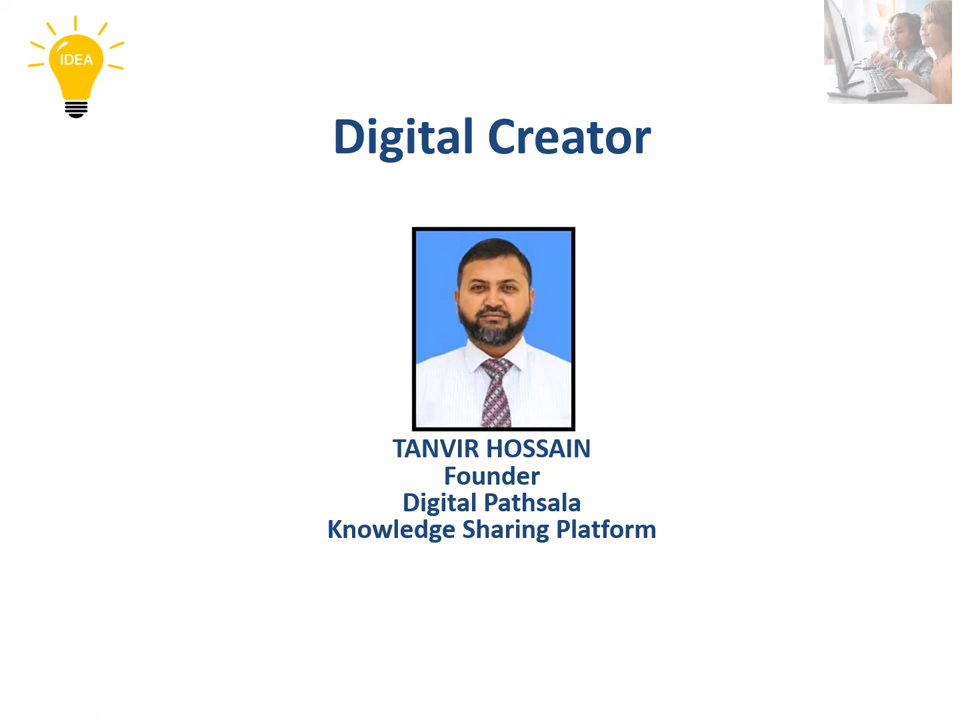 IDEA
Digital Creator
TANVIR HOSSAIN
Founder
Digital Pathsala
Knowledge Sharing Platform